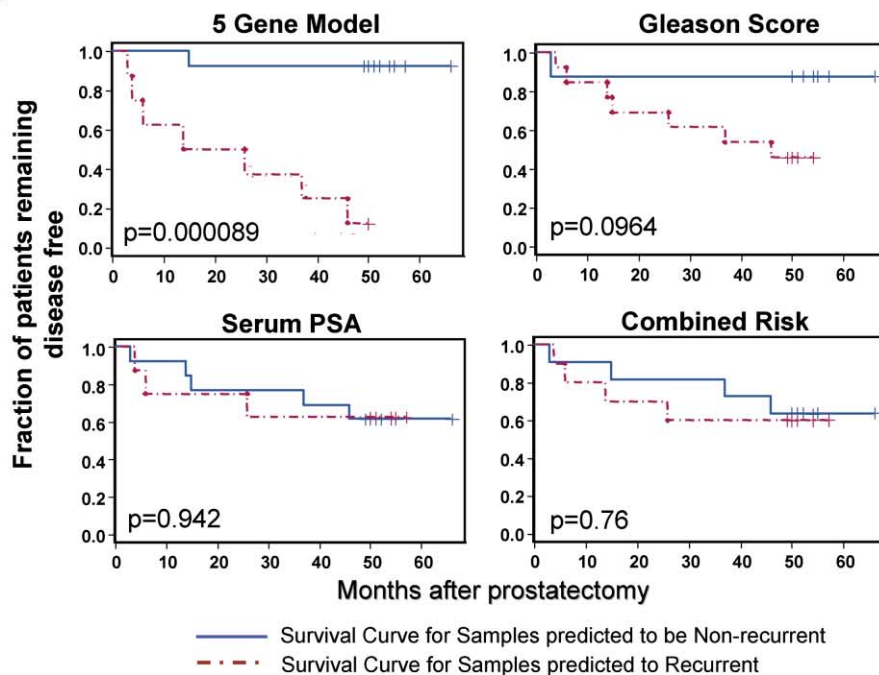 5 Gene Model
Gleason Score
Fraction of patients remaining
disease free
1.0
0.8
0.6
0.4
0.2
0.0
p=0.000089
0 10 20 30 40 50 60
1.0
0.8
0.6
0.4
0.2
0.0
p=0.0964
0 10 20 30 40 50 60
Serum PSA
Combined Risk
1.0
0.8
0.6
0.4
0.2
0.0
p=0.942
0 10 20 30 40 50 60
1.0
0.8
0.6
0.4
0.2
0.0
p=0.76
0 10 20 30 40 50 60
Months after prostatectomy
Survival Curve for Samples predicted to be Non-recurrent
Survival Curve for Samples predicted to Recurrent